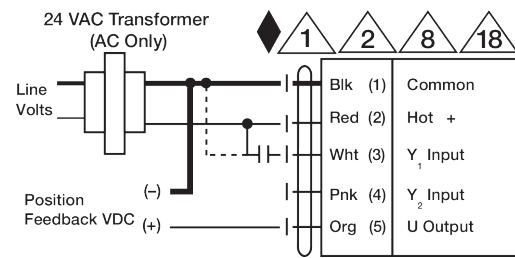 24 VAC Transformer
(AC Only)
1 2 8 18
Line
Volts
Blk (1) Common
Red (2) Hot +
Wht (3) Y1 Input
Position
Feedback VDC
(–)
(+)
Pnk (4) Y2 Input
Org (5) U Output